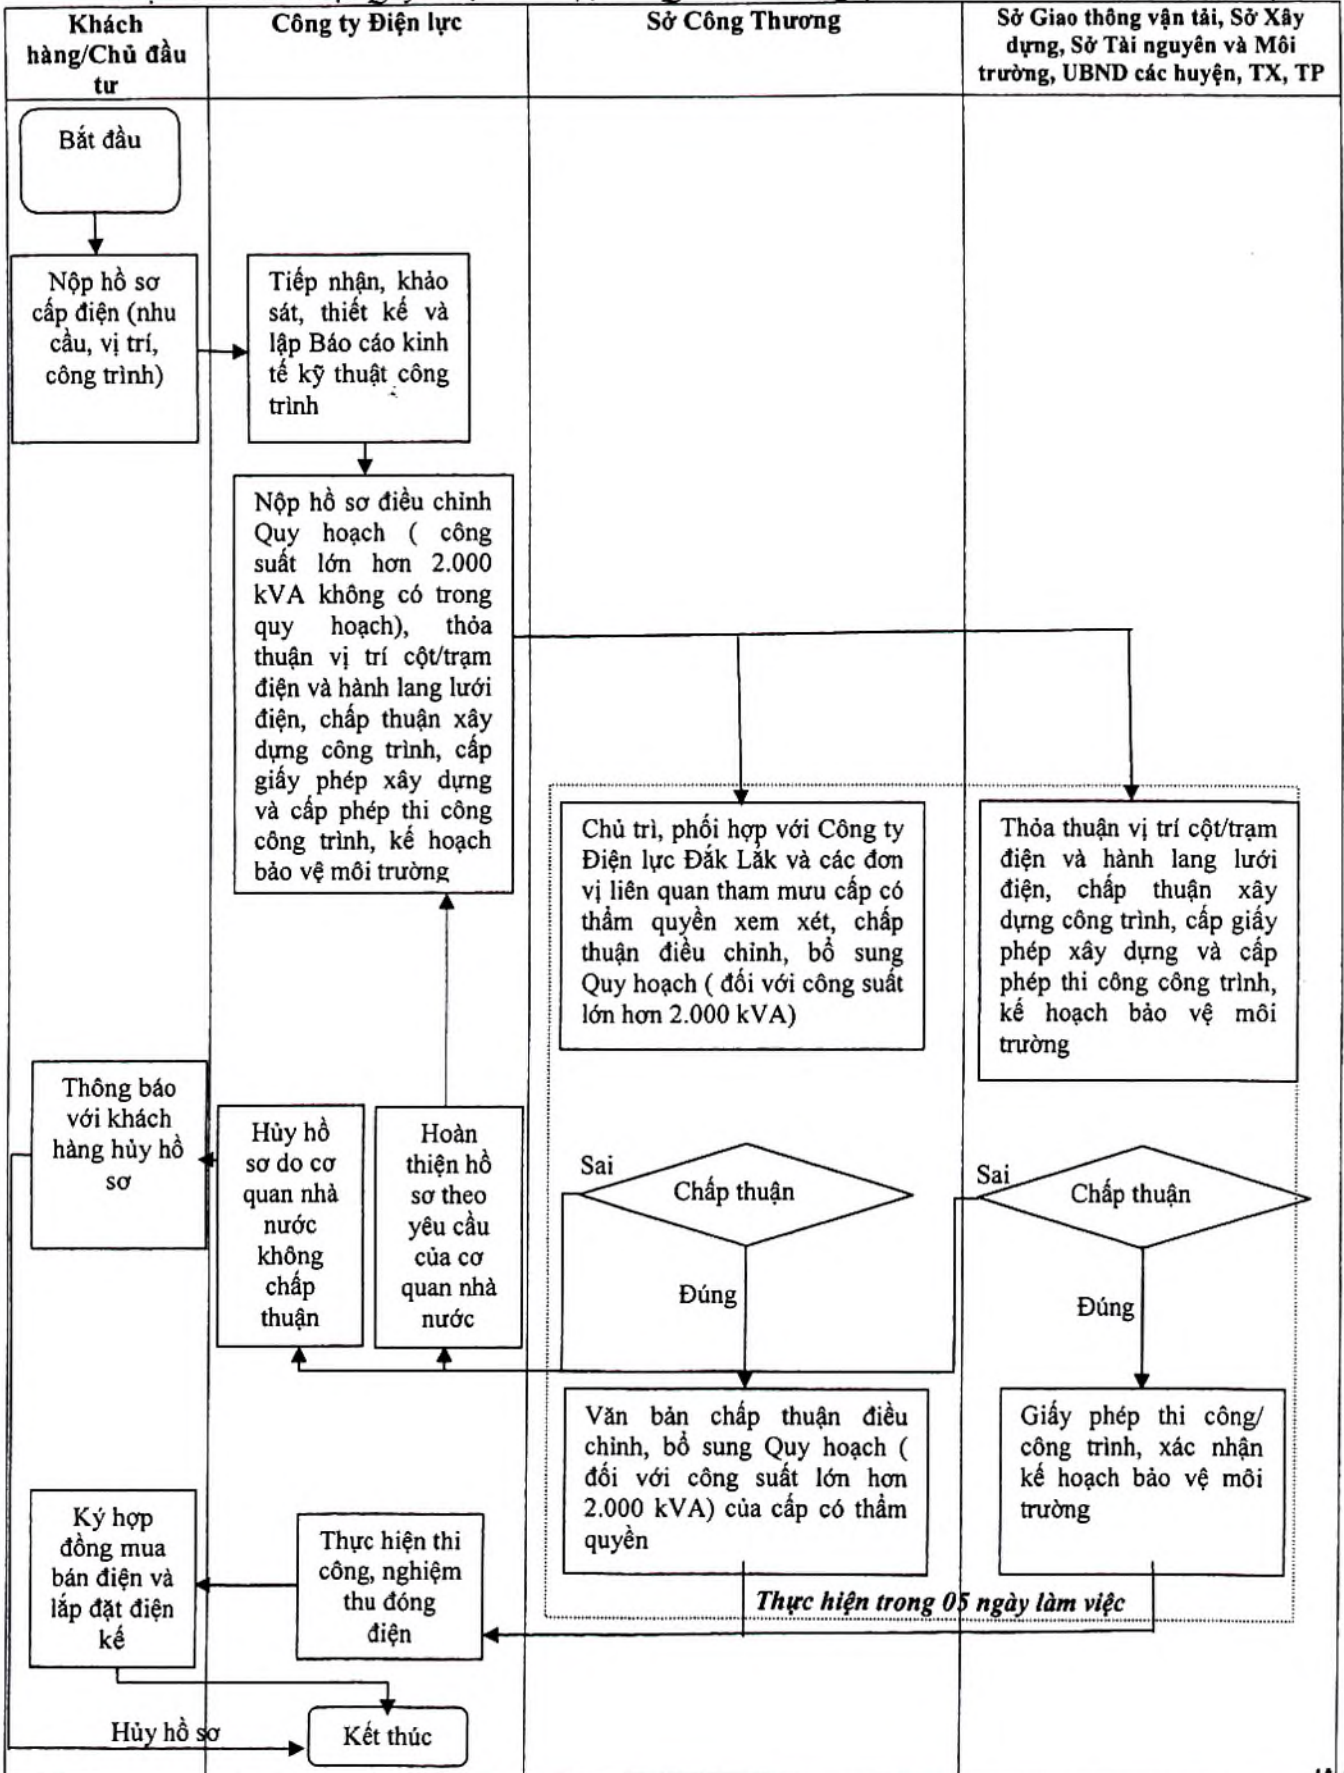 Khách
hàng/Chủ đầu
tư
Công ty Điện lực
Sở Công Thương
Sở Giao thông vận tải, Sở Xây
dựng, Sở Tài nguyên và Môi
trường, UBND các huyện, TX, TP
Bắt đầu
Nộp hồ sơ
cấp điện (nhu
cầu, vị trí,
công trình)
Tiếp nhận, khảo
sát, thiết kế và
lập Báo cáo kinh
tế kỹ thuật công
trình
Nộp hồ sơ điều chỉnh
Quy hoạch ( công
suất lớn hơn 2.000
kVA không có trong
quy hoạch), thỏa
thuận vị trí cột/trạm
điện và hành lang lưới
điện, chấp thuận xây
dựng công trình, cấp
giấy phép xây dựng
và cấp phép thi công
công trình, kế hoạch
bảo vệ môi trường
Chủ trì, phối hợp với Công ty
Điện lực Đắk Lắk và các đơn
vị liên quan tham mưu cấp có
thẩm quyền xem xét, chấp
thuận điều chỉnh, bổ sung
Quy hoạch ( đối với công suất
lớn hơn 2.000 kVA)
Thỏa thuận vị trí cột/trạm
điện và hành lang lưới
điện, chấp thuận xây
dựng công trình, cấp giấy
phép xây dựng và cấp
phép thi công công trình,
kế hoạch bảo vệ môi
trường
Thông báo
với khách
hàng hủy hồ
sơ
Hủy hồ
sơ do cơ
quan nhà
nước
không
chấp
thuận
Hoàn
thiện hồ
sơ theo
yêu cầu
của cơ
quan nhà
nước
Sai
Chấp thuận
Đúng
Sai
Chấp thuận
Đúng
Văn bản chấp thuận điều
chỉnh, bổ sung Quy hoạch (
đối với công suất lớn hơn
2.000 kVA) của cấp có thẩm
quyền
Giấy phép thi công/
công trình, xác nhận
kế hoạch bảo vệ môi
trường
Thực hiện trong 05 ngày làm việc
Ký hợp
đồng mua
bán điện và
lắp đặt điện
kế
Thực hiện thi
công, nghiệm
thu đóng
điện
Hủy hồ sơ
Kết thúc